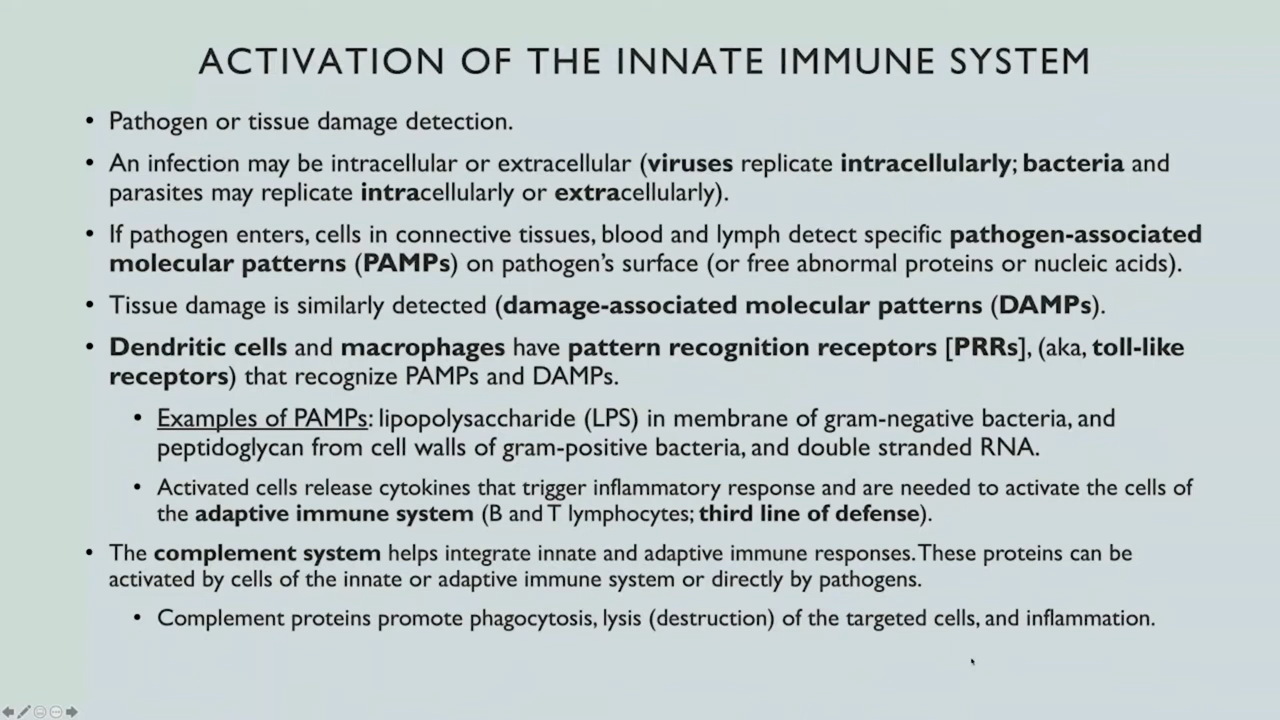 ACTIVATION OF THE INNATE IMMUNE SYSTEM
• Pathogen or tissue damage detection.
• An infection may be intracellular or extracellular (viruses replicate intracellularly; bacteria and
parasites may replicate intracellularly or extracellularly).
• If pathogen enters, cells in connective tissues, blood and lymph detect specific pathogen-associated
molecular patterns (PAMPs) on pathogen's surface (or free abnormal proteins or nucleic acids).
• Tissue damage is similarly detected (damage-associated molecular patterns (DAMPs).
• Dendritic cells and macrophages have pattern recognition receptors [PRRs], (aka, toll-like
receptors) that recognize PAMPs and DAMPs.
• Examples of PAMPs: lipopolysaccharide (LPS) in membrane of gram-negative bacteria, and
peptidoglycan from cell walls of gram-positive bacteria, and double stranded RNA.
• Activated cells release cytokines that trigger inflammatory response and are needed to activate the cells of
the adaptive immune system (B and T lymphocytes; third line of defense).
• The complement system helps integrate innate and adaptive immune responses. These proteins can be
activated by cells of the innate or adaptive immune system or directly by pathogens.
• Complement proteins promote phagocytosis, lysis (destruction) of the targeted cells, and inflammation.